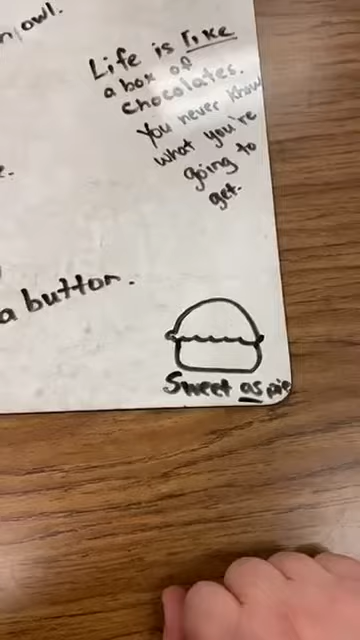 owl.
Life is like
a box of
chocolates.
You never know
what you're
going to
get.
a button.
Sweet as pie